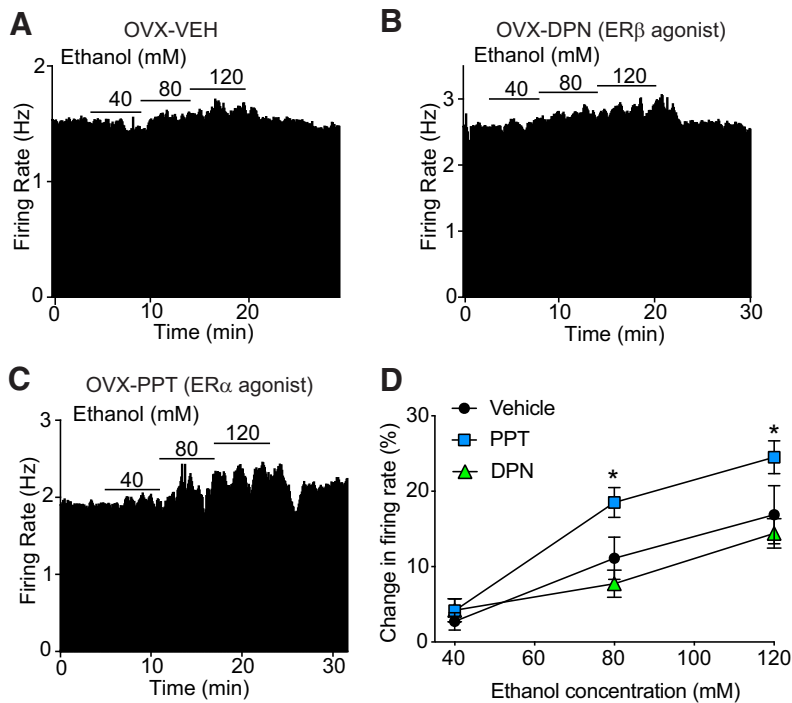 A
OVX-VEH
Ethanol (mM)
40
80
120
2
1
0
Firing Rate (Hz)
0
10
20
Time (min)
B
OVX-DPN (ERβ agonist)
Ethanol (mM)
40
80
120
3
2
1
0
Firing Rate (Hz)
0
10
20
30
Time (min)
C
OVX-PPT (ERα agonist)
Ethanol (mM)
40
80
120
3
2
1
0
Firing Rate (Hz)
0
10
20
30
Time (min)
D
Vehicle
PPT
DPN
*
*
30
20
10
0
Change in firing rate (%)
40
60
80
100
120
Ethanol concentration (mM)